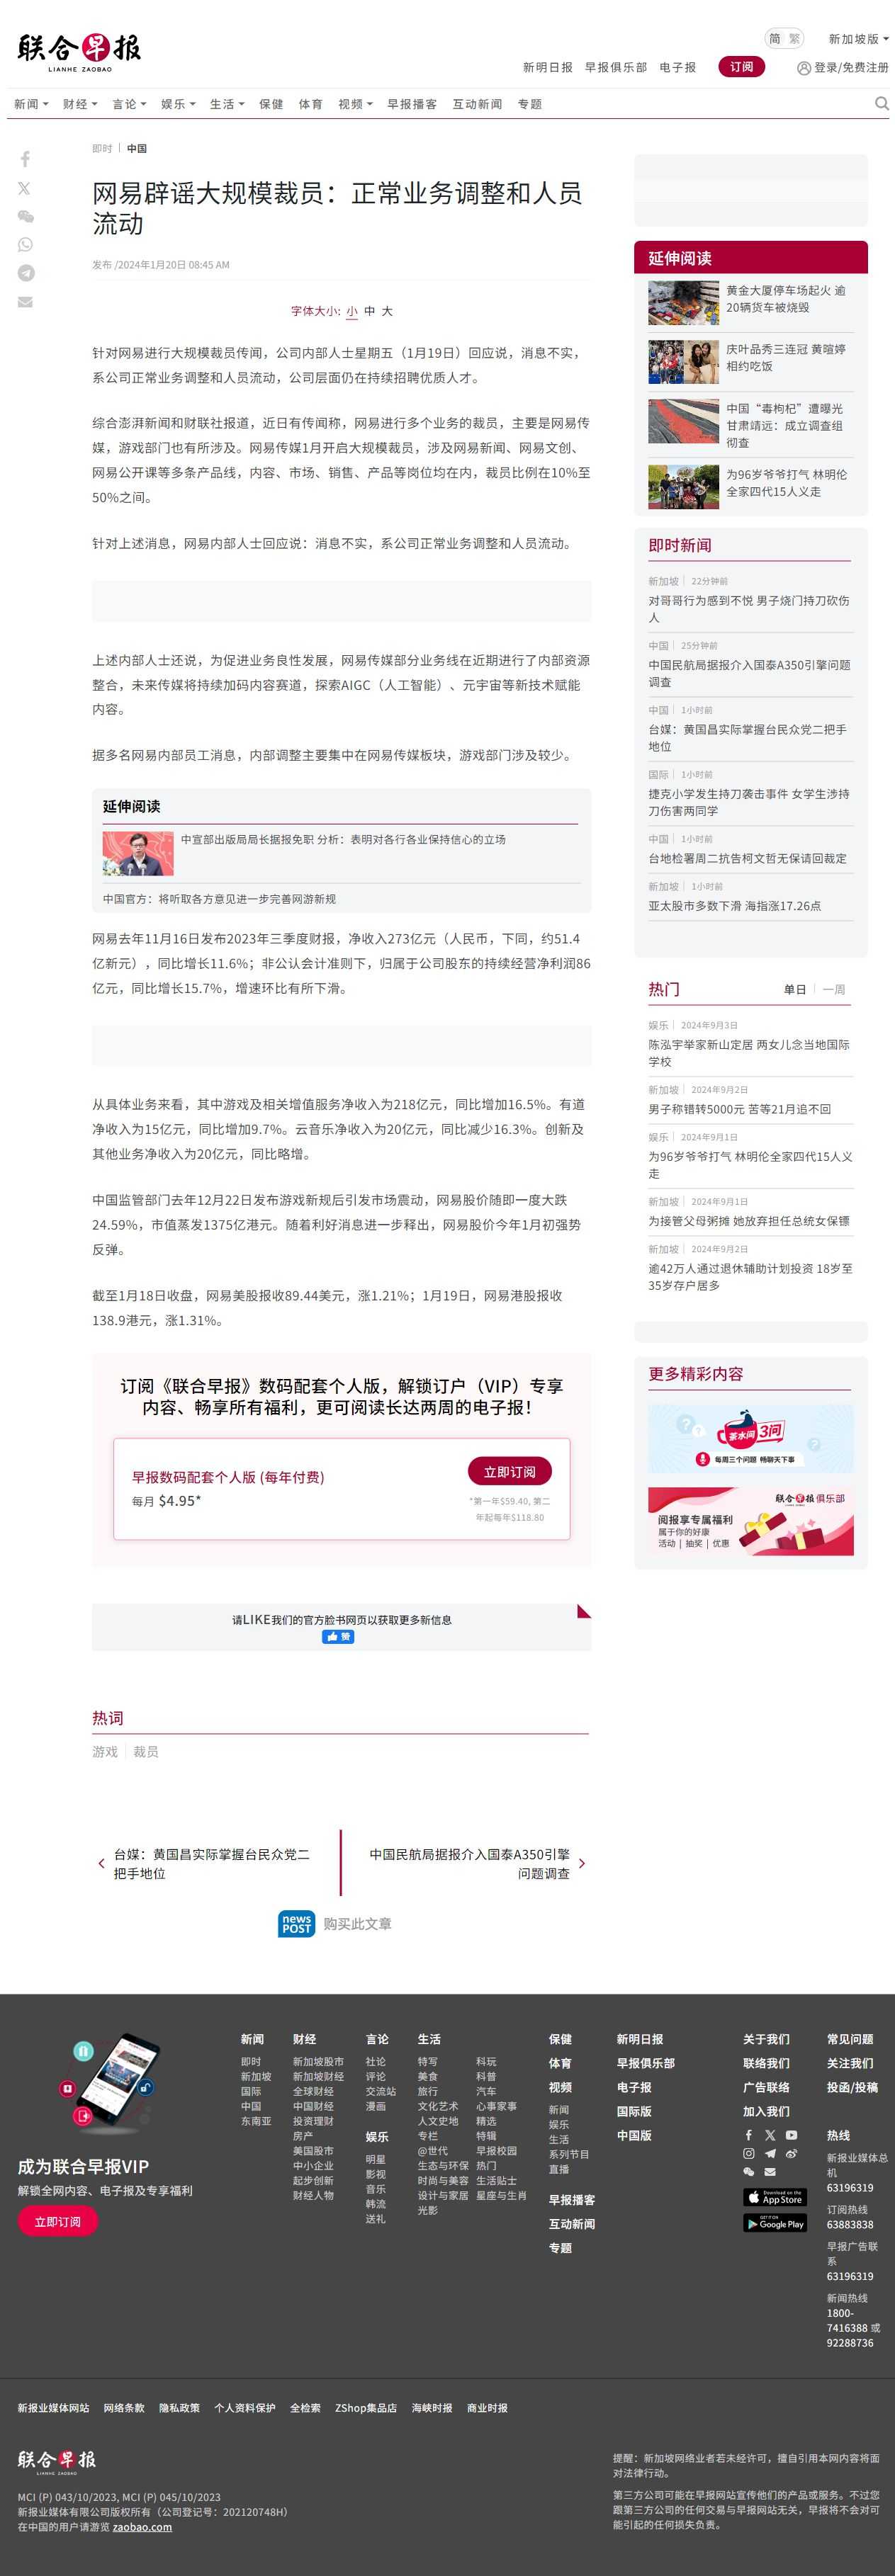 联合早报
LIANHE ZAOBAO
简 繁
新加坡版
新明日报 早报俱乐部 电子报 订阅 登录/免费注册
新闻 财经 言论 娱乐 生活 保健 体育 视频 早报播客 互动新闻 专题
即时 中国
网易辟谣大规模裁员：正常业务调整和人员
流动
发布 /2024年1月20日 08:45 AM
字体大小: 小 中 大
针对网易进行大规模裁员传闻，公司内部人士星期五（1月19日）回应说，消息不实，
系公司正常业务调整和人员流动，公司层面仍在持续招聘优质人才。
综合澎湃新闻和财联社报道，近日有传闻称，网易进行多个业务的裁员，主要是网易传
媒，游戏部门也有所涉及。网易传媒1月开启大规模裁员，涉及网易新闻、网易文创、
网易公开课等多条产品线，内容、市场、销售、产品等岗位均在内，裁员比例在10%至
50%之间。
针对上述消息，网易内部人士回应说：消息不实，系公司正常业务调整和人员流动。
上述内部人士还说，为促进业务良性发展，网易传媒部分业务线在近期进行了内部资源
整合，未来传媒将持续加码内容赛道，探索AIGC（人工智能）、元宇宙等新技术赋能
内容。
据多名网易内部员工消息，内部调整主要集中在网易传媒板块，游戏部门涉及较少。
延伸阅读
中宣部出版局局长据报免职 分析：表明对各行各业保持信心的立场
中国官方：将听取各方意见进一步完善网游新规
网易去年11月16日发布2023年三季度财报，净收入273亿元（人民币，下同，约51.4
亿新元），同比增长11.6%；非公认会计准则下，归属于公司股东的持续经营净利润86
亿元，同比增长15.7%，增速环比有所下滑。
从具体业务来看，其中游戏及相关增值服务净收入为218亿元，同比增加16.5%。有道
净收入为15亿元，同比增加9.7%。云音乐净收入为20亿元，同比减少16.3%。创新及
其他业务净收入为20亿元，同比略增。
中国监管部门去年12月22日发布游戏新规后引发市场震动，网易股价随即一度大跌
24.59%，市值蒸发1375亿港元。随着利好消息进一步释出，网易股价今年1月初强势
反弹。
截至1月18日收盘，网易美股报收89.44美元，涨1.21%；1月19日，网易港股报收
138.9港元，涨1.31%。
订阅《联合早报》数码配套个人版，解锁订户（VIP）专享
内容、畅享所有福利，更可阅读长达两周的电子报！
早报数码配套个人版 (每年付费)
每月 $4.95*
立即订阅
*第一年$59.40, 第二
年起每年$118.80
请LIKE我们的官方脸书网页以获取更多新信息
赞
热词
游戏 裁员
台媒：黄国昌实际掌握台民众党二
把手地位
中国民航局据报介入国泰A350引擎
问题调查
news
POST
购买此文章
延伸阅读
黄金大厦停车场起火 逾
20辆货车被烧毁
庆叶品秀三连冠 黄暄婷
相约吃饭
中国“毒枸杞”遭曝光
甘肃靖远：成立调查组
彻查
为96岁爷爷打气 林明伦
全家四代15人义走
即时新闻
新加坡 22分钟前
对哥哥行为感到不悦 男子烧门持刀砍伤
人
中国 25分钟前
中国民航局据报介入国泰A350引擎问题
调查
中国 1小时前
台媒：黄国昌实际掌握台民众党二把手
地位
国际 1小时前
捷克小学发生持刀袭击事件 女学生涉持
刀伤害两同学
中国 1小时前
台地检署周二抗告柯文哲无保请回裁定
新加坡 1小时前
亚太股市多数下滑 海指涨17.26点
热门
单日 一周
娱乐 2024年9月3日
陈泓宇举家新山定居 两女儿念当地国际
学校
新加坡 2024年9月2日
男子称错转5000元 苦等21月追不回
娱乐 2024年9月1日
为96岁爷爷打气 林明伦全家四代15人义
走
新加坡 2024年9月1日
为接管父母粥摊 她放弃担任总统女保镖
新加坡 2024年9月2日
逾42万人通过退休辅助计划投资 18岁至
35岁存户居多
更多精彩内容
茶水间3问
每周三个问题 畅聊天下事
联合早报俱乐部
阅报享专属福利
属于你的好康
活动 | 抽奖 | 优惠
成为联合早报VIP
解锁全网内容、电子报及专享福利
立即订阅
新闻
即时
新加坡
国际
中国
东南亚
财经
新加坡股市
新加坡财经
全球财经
中国财经
投资理财
房产
美国股市
中小企业
起步创新
财经人物
言论
社论
评论
交流站
漫画
娱乐
明星
影视
音乐
韩流
送礼
生活
特写
美食
旅行
文化艺术
人文史地
专栏
@世代
生态与环保
时尚与美容
设计与家居
光影
科玩
科普
汽车
心事家事
精选
特辑
早报校园
热门
生活贴士
星座与生肖
保健
体育
视频
新闻
娱乐
生活
系列节目
直播
早报播客
互动新闻
专题
新明日报
早报俱乐部
电子报
国际版
中国版
关于我们
联络我们
广告联络
加入我们
Download on the
App Store
GET IT ON
Google Play
常见问题
关注我们
投函/投稿
热线
新报业媒体总
机
63196319
订阅热线
63883838
早报广告联
系
63196319
新闻热线
1800-
7416388 或
92288736
新报业媒体网站 网络条款 隐私政策 个人资料保护 全检索 ZShop集品店 海峡时报 商业时报
联合早报
LIANHE ZAOBAO
MCI (P) 043/10/2023, MCI (P) 045/10/2023
新报业媒体有限公司版权所有（公司登记号：202120748H）
在中国的用户请游览 zaobao.com
提醒：新加坡网络业者若未经许可，擅自引用本网内容将面
对法律行动。
第三方公司可能在早报网站宣传他们的产品或服务。不过您
跟第三方公司的任何交易与早报网站无关，早报将不会对可
能引起的任何损失负责。